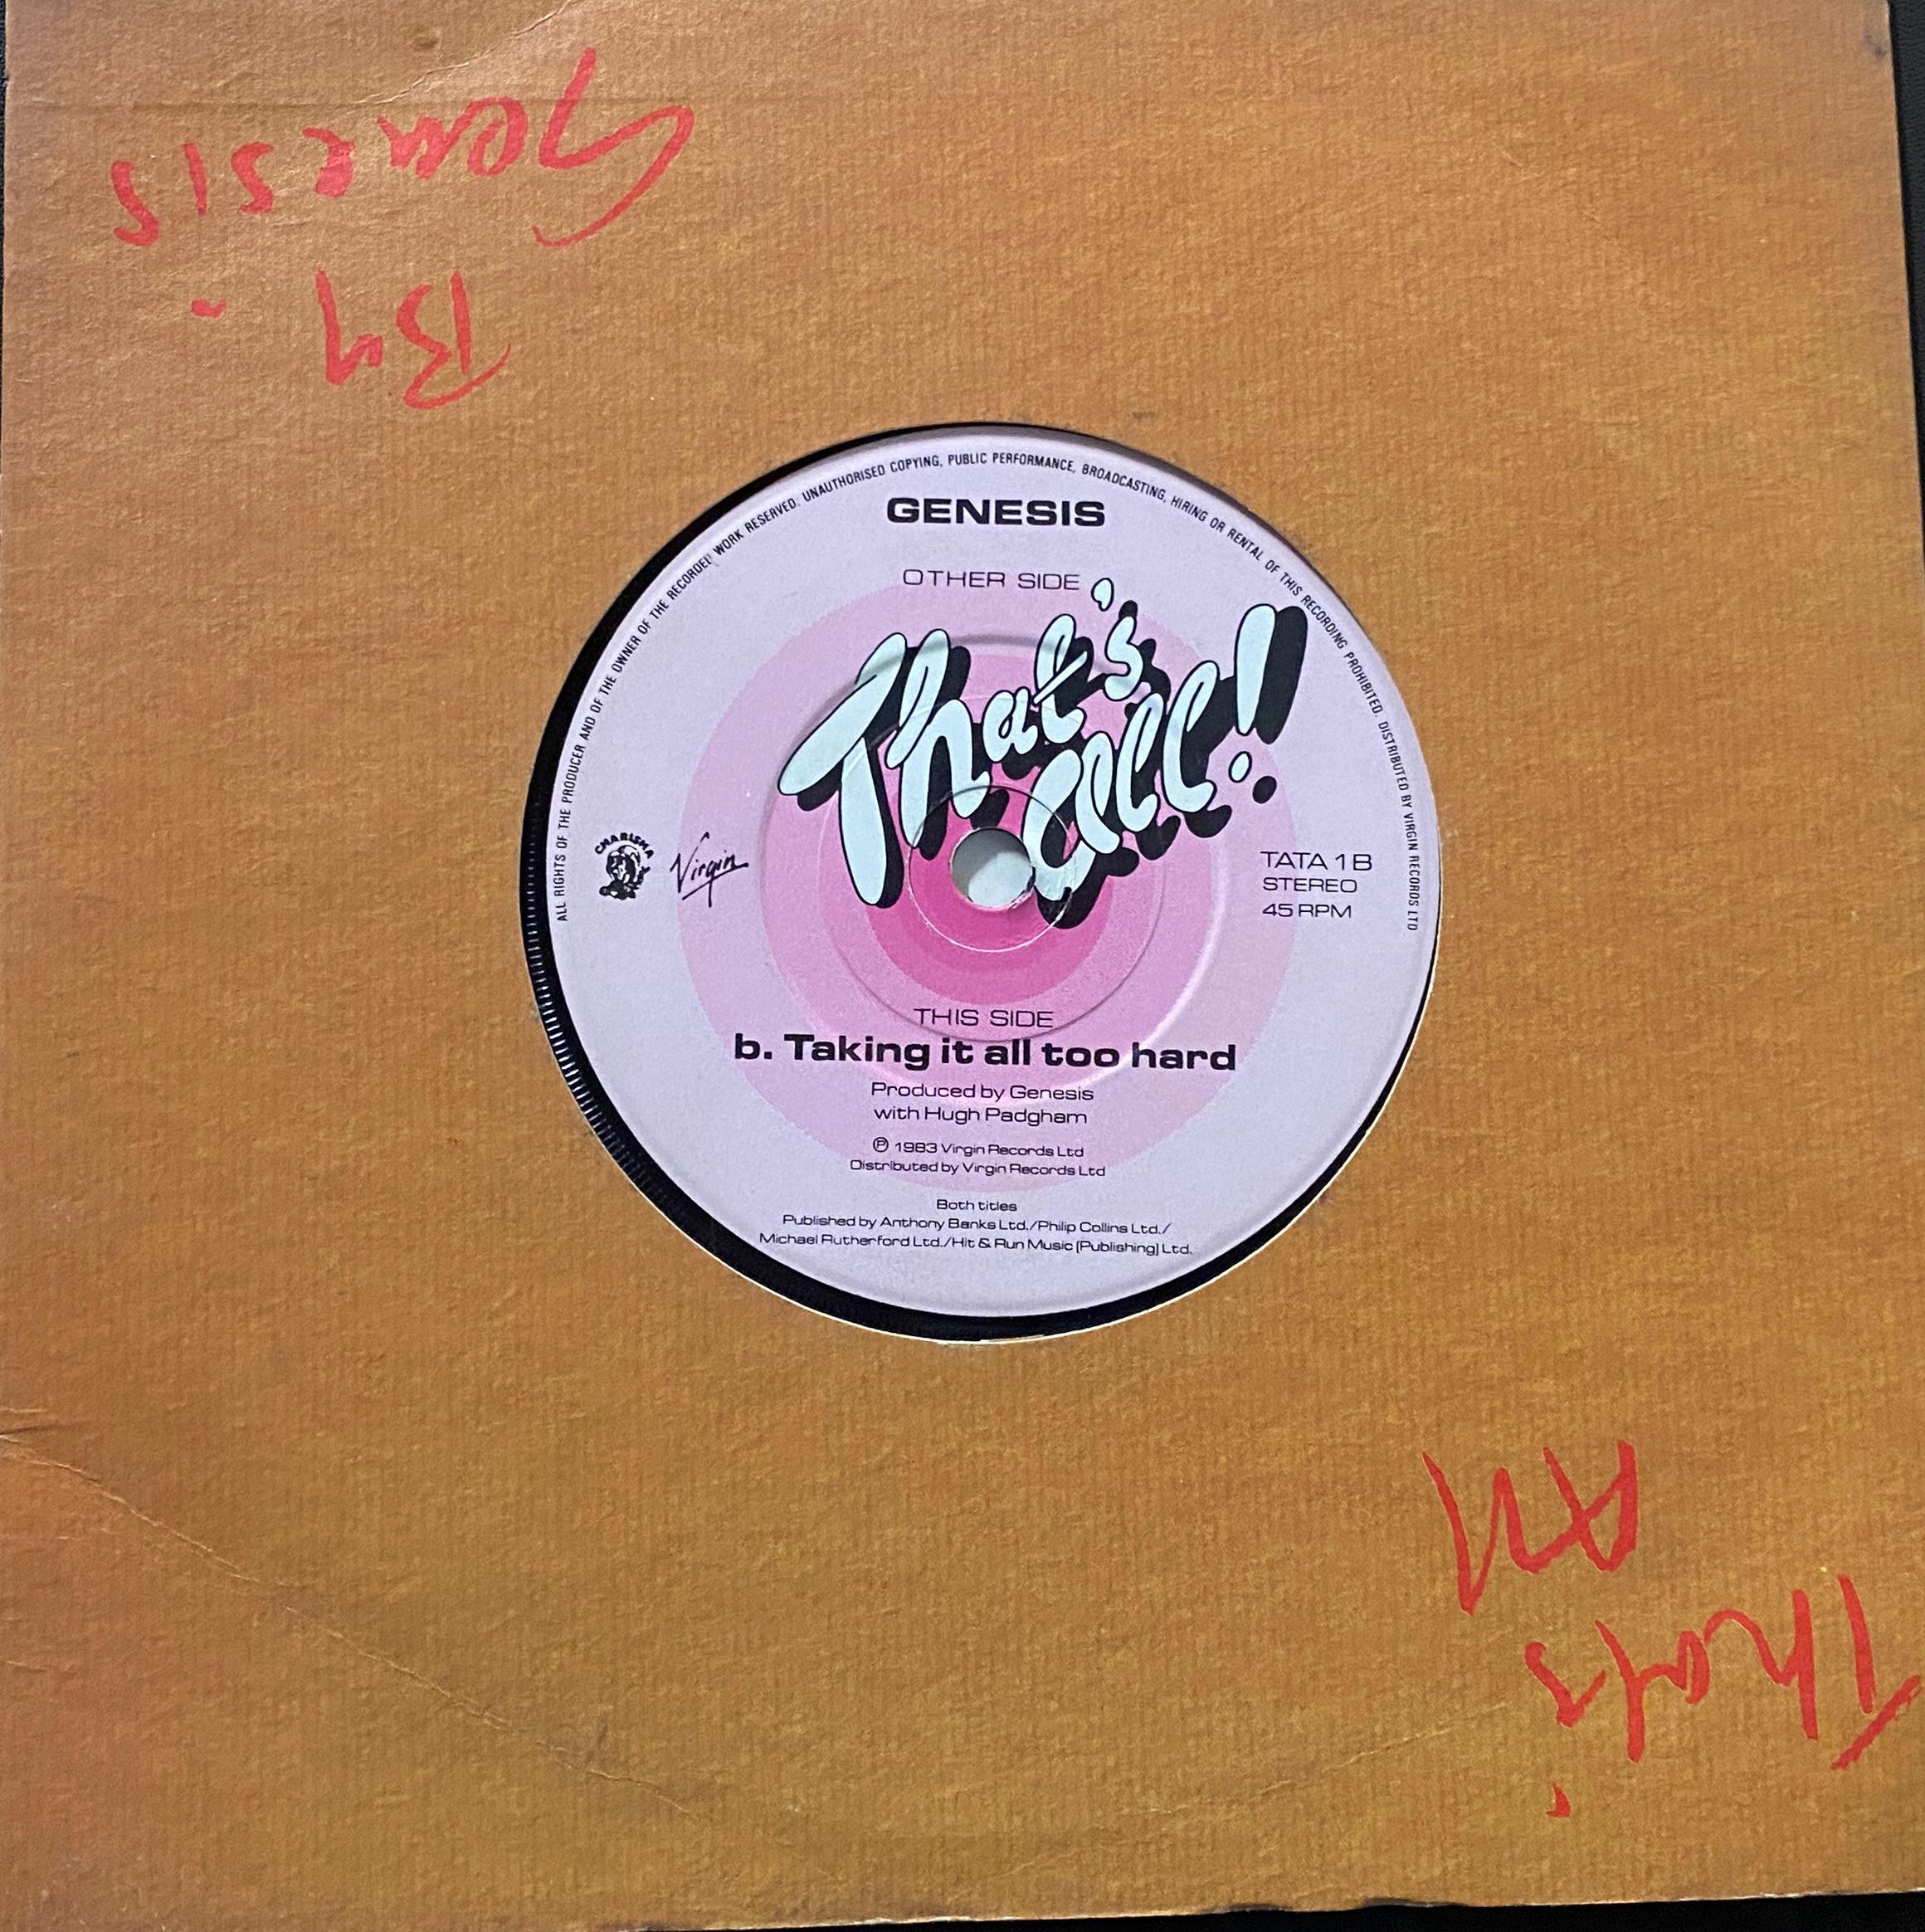 Genesis
By
ALL RIGHTS OF THE PRODUCER AND OF THE OWNER OF THE RECORDED WORK RESERVED. UNAUTHORISED COPYING, PUBLIC PERFORMANCE, BROADCASTING, HIRING OR RENTAL OF THIS RECORDING PROHIBITED. DISTRIBUTED BY VIRGIN RECORDS LTD
GENESIS
OTHER SIDE
That's
All!
CHARISMA
Virgin
TATA 1B
STEREO
45 RPM
THIS SIDE
b. Taking it all too hard
Produced by Genesis
with Hugh Padgham
℗ 1983 Virgin Records Ltd
Distributed by Virgin Records Ltd
Both titles
Published by Anthony Banks Ltd./Philip Collins Ltd./
Michael Rutherford Ltd./Hit & Run Music (Publishing) Ltd.
All
That's